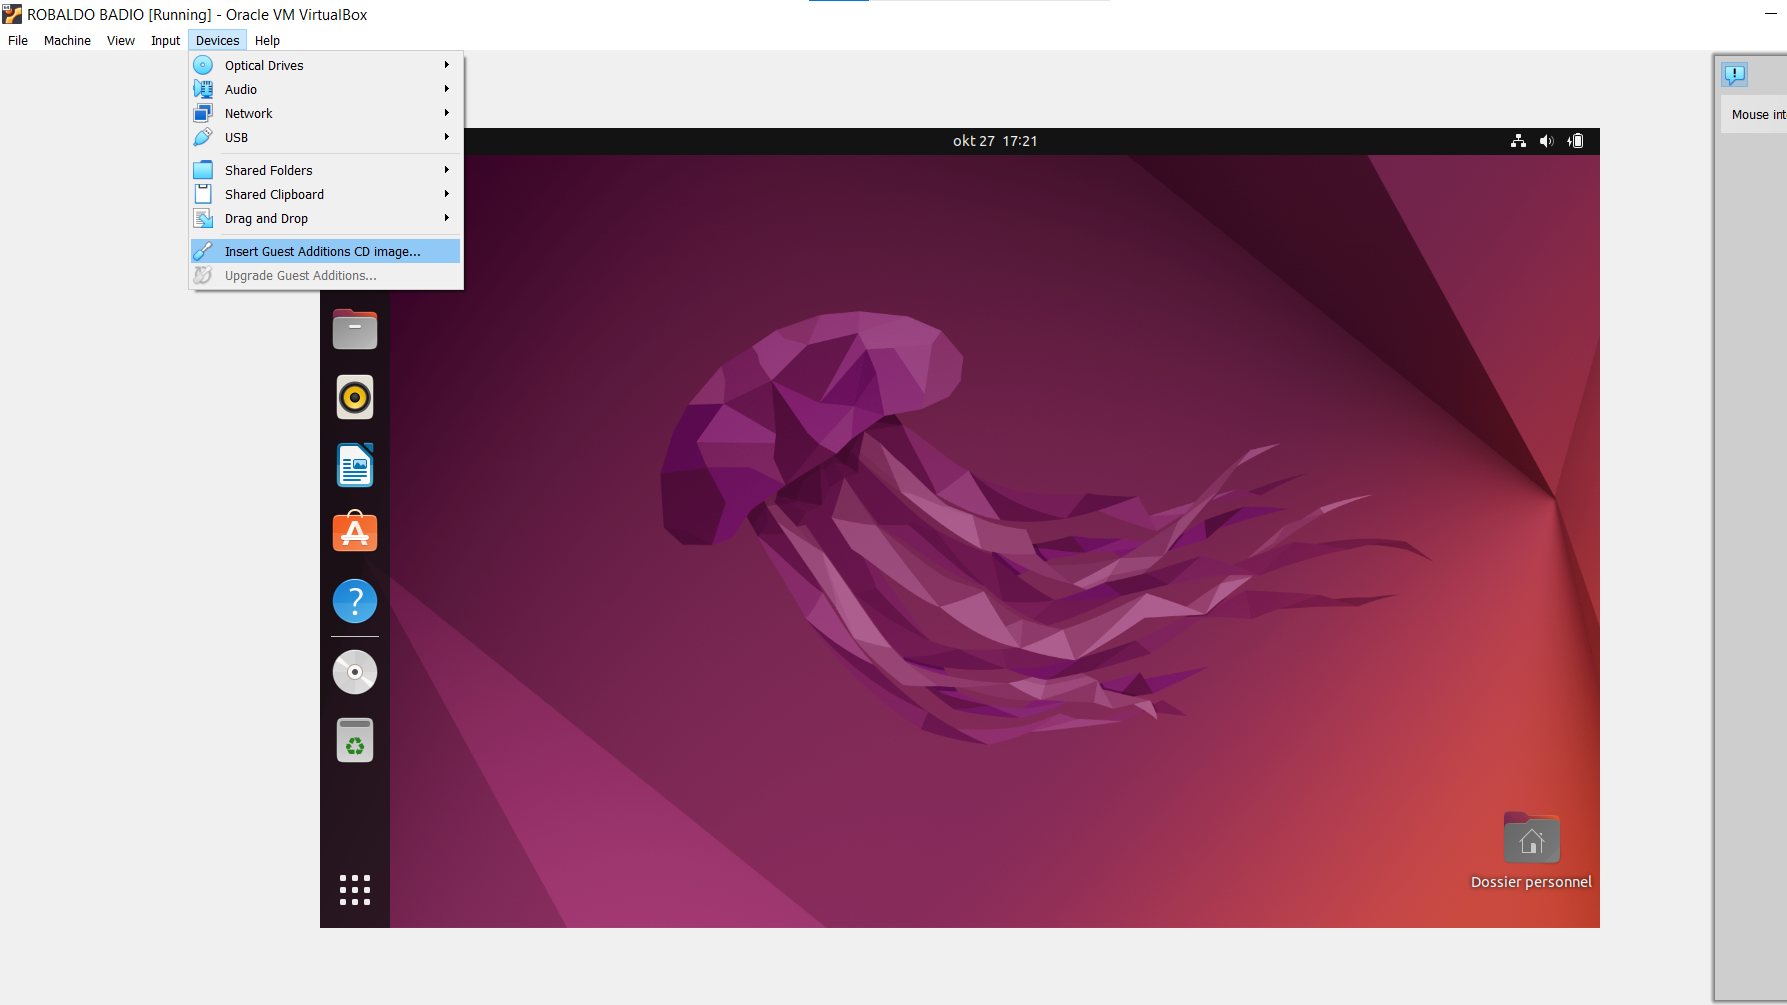 ROBALDO BADIO [Running] - Oracle VM VirtualBox
File Machine View Input Devices Help
Optical Drives
Audio
Network
USB
Shared Folders
Shared Clipboard
Drag and Drop
Insert Guest Additions CD image...
Upgrade Guest Additions...
okt 27 17:21
Mouse int
Dossier personnel